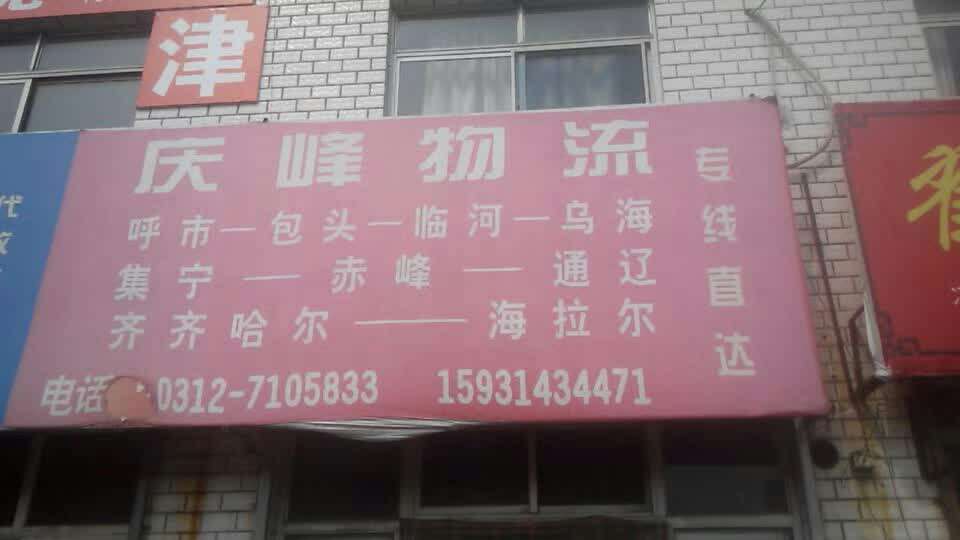 津
庆峰物流
呼市—包头—临河—乌海
集宁—赤峰—通辽
齐齐哈尔—海拉尔
专线直达
电话 0312-7105833 15931434471
代